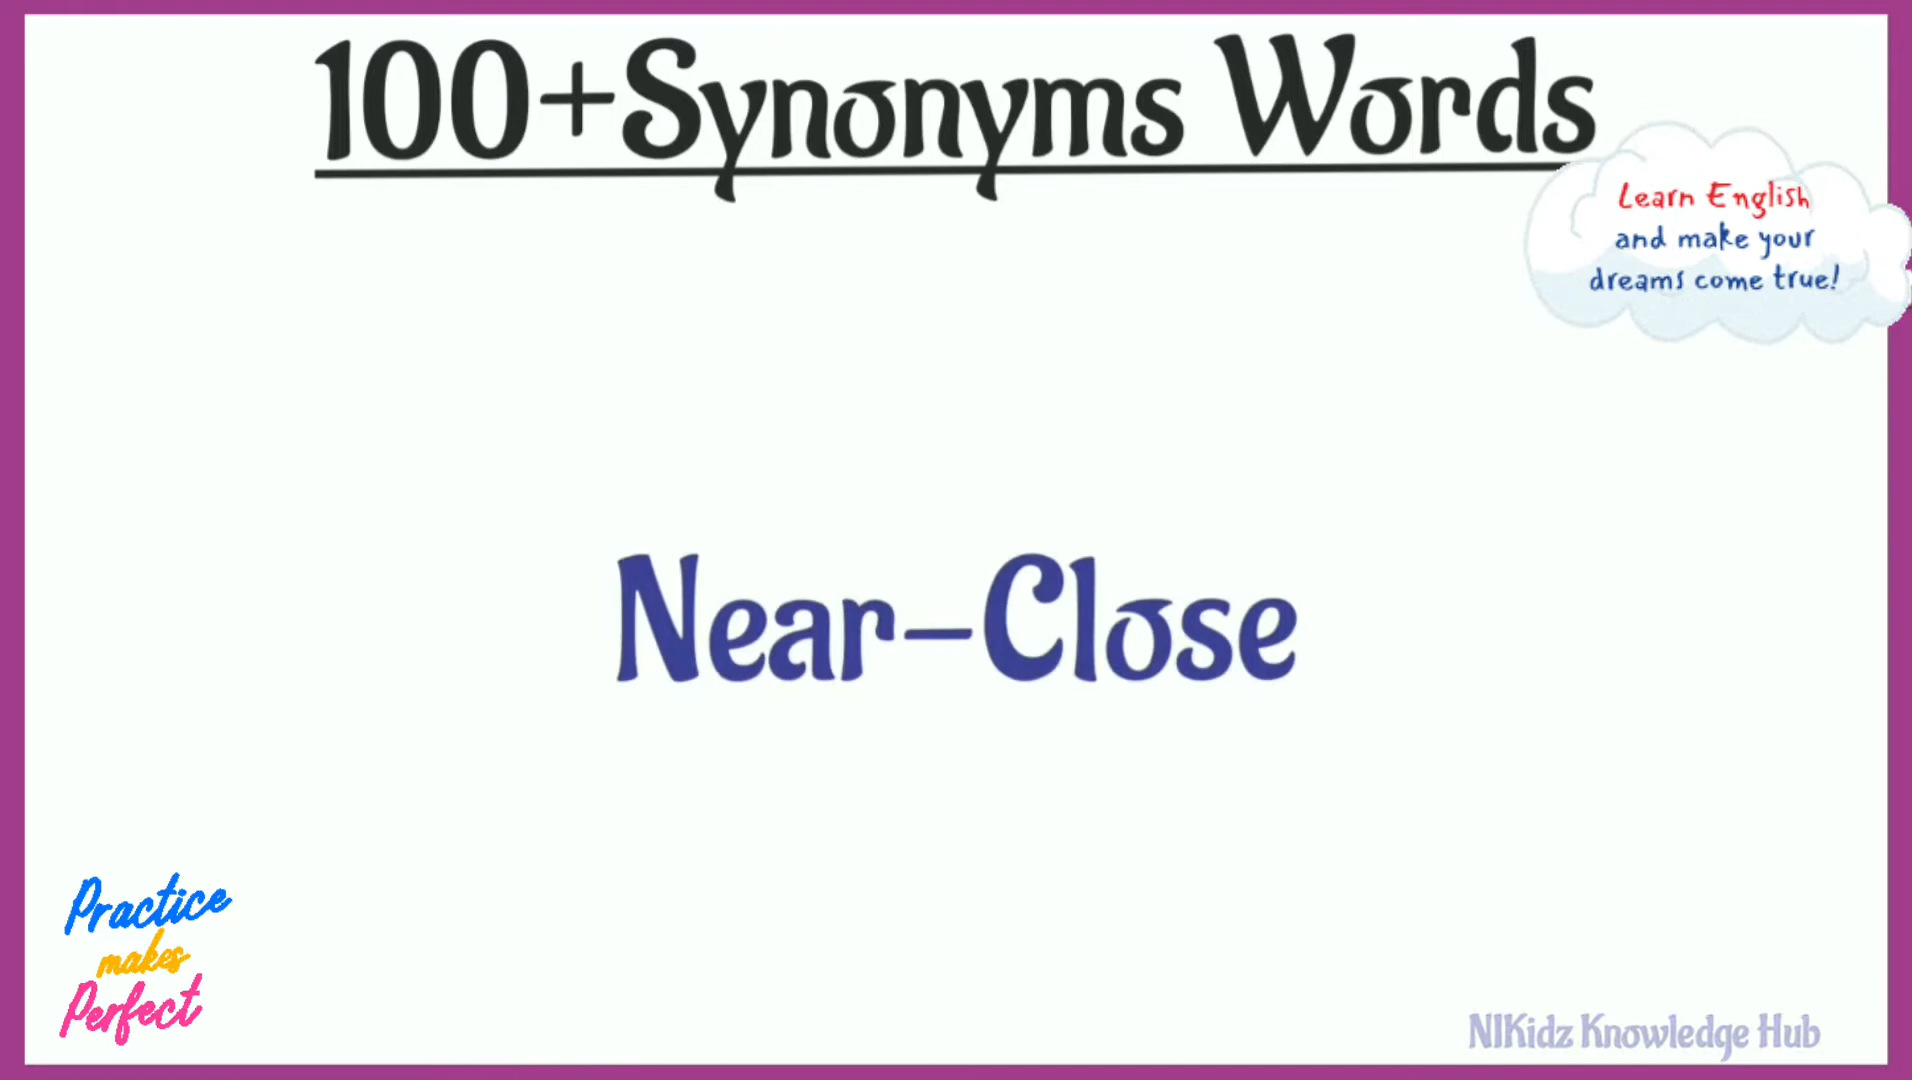 100+Synonyms Words
Learn English
and make your
dreams come true!
Near-Close
Practice
makes
Perfect
NIKidz Knowledge Hub